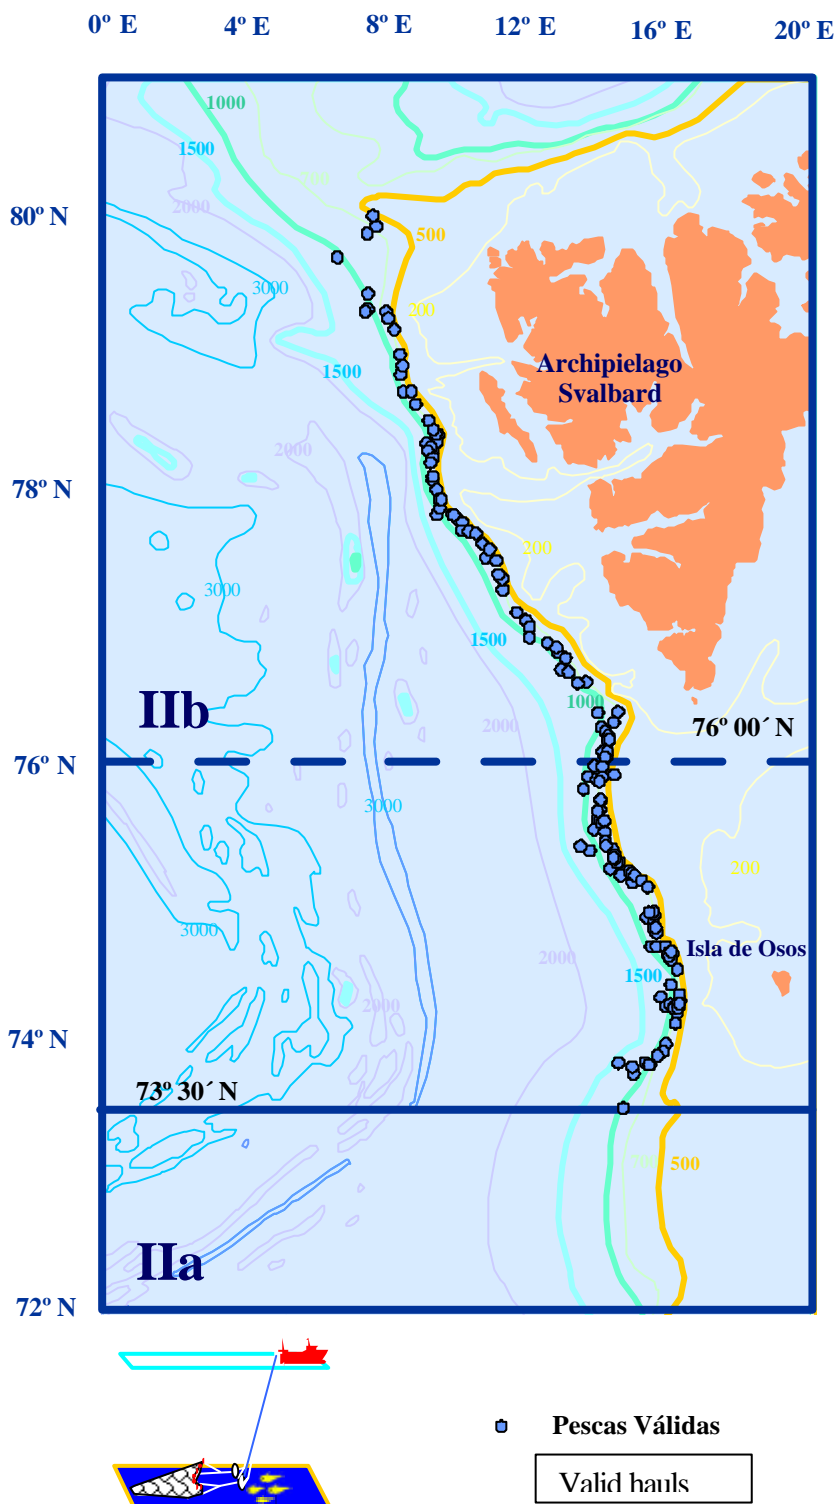 0º E 4º E 8º E 12º E 16º E 20º E
1000
1500
700
2000
80º N
500
3000
200
Archipielago
Svalbard
1500
2000
78º N
200
3000
1500
1000
IIb
2000
76º 00´ N
76º N
3000
200
3000
Isla de Osos
2000
1500
2000
74º N
73º 30´ N
700
500
IIa
72º N
Pescas Válidas
Valid hauls